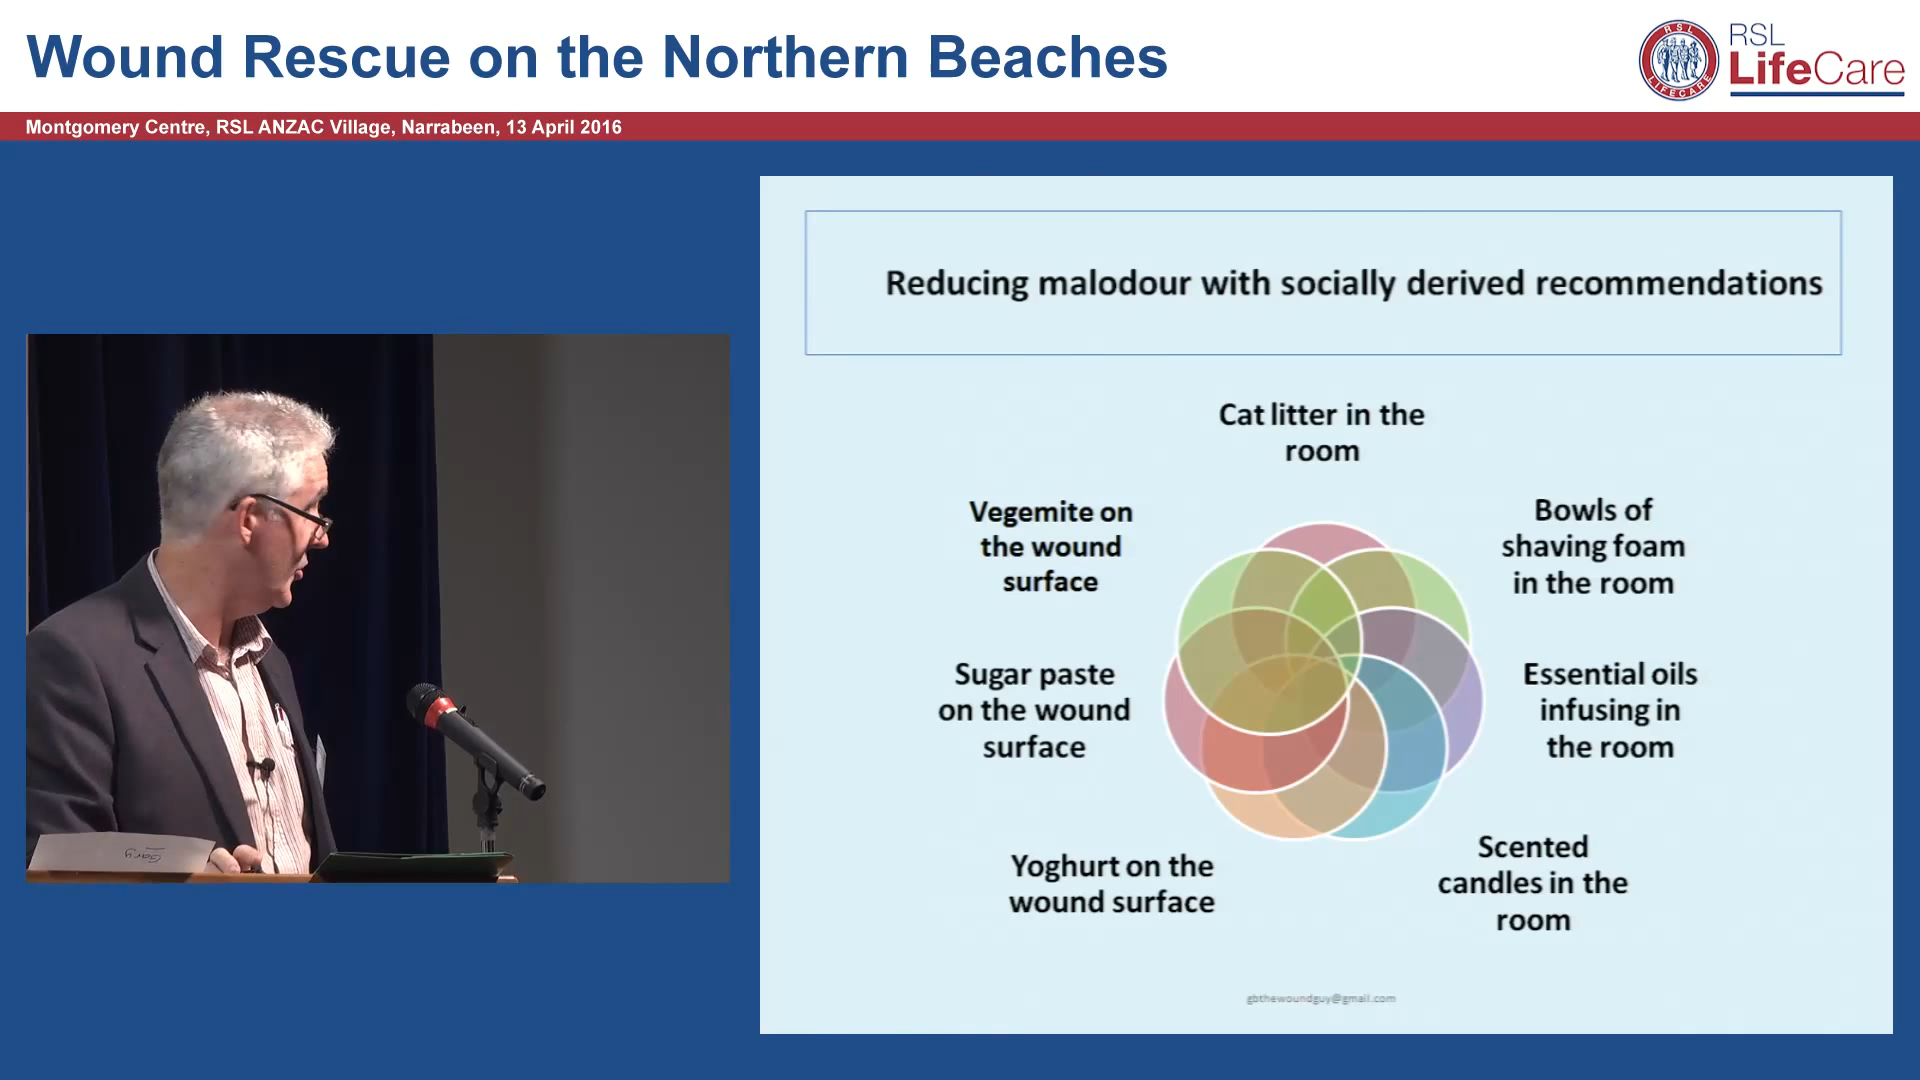 Wound Rescue on the Northern Beaches
RSL
LifeCare
RSL
LIFECARE
Montgomery Centre, RSL ANZAC Village, Narrabeen, 13 April 2016
Reducing malodour with socially derived recommendations
Cat litter in the
room
Bowls of
shaving foam
in the room
Essential oils
infusing in
the room
Scented
candles in the
room
Yoghurt on the
wound surface
Sugar paste
on the wound
surface
Vegemite on
the wound
surface
gbthewoundguy@gmail.com
Gary